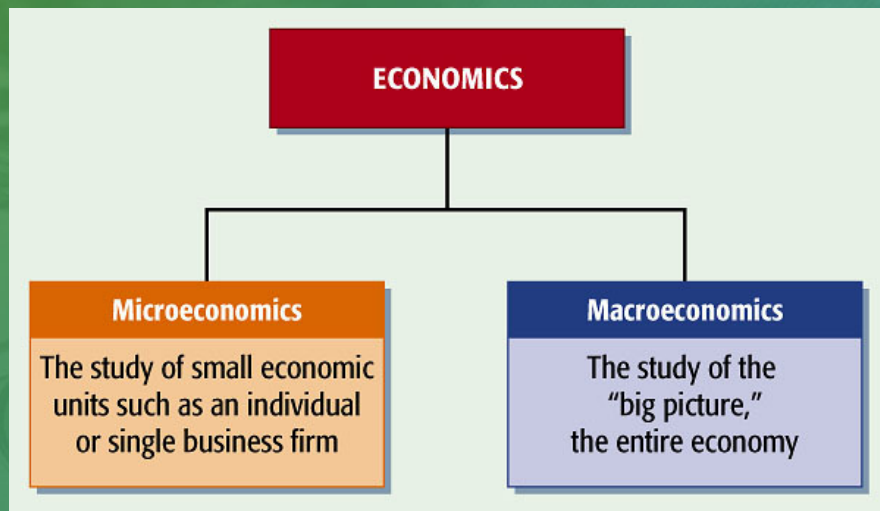 ECONOMICS
Microeconomics
The study of small economic
units such as an individual
or single business firm
Macroeconomics
The study of the
“big picture,”
the entire economy